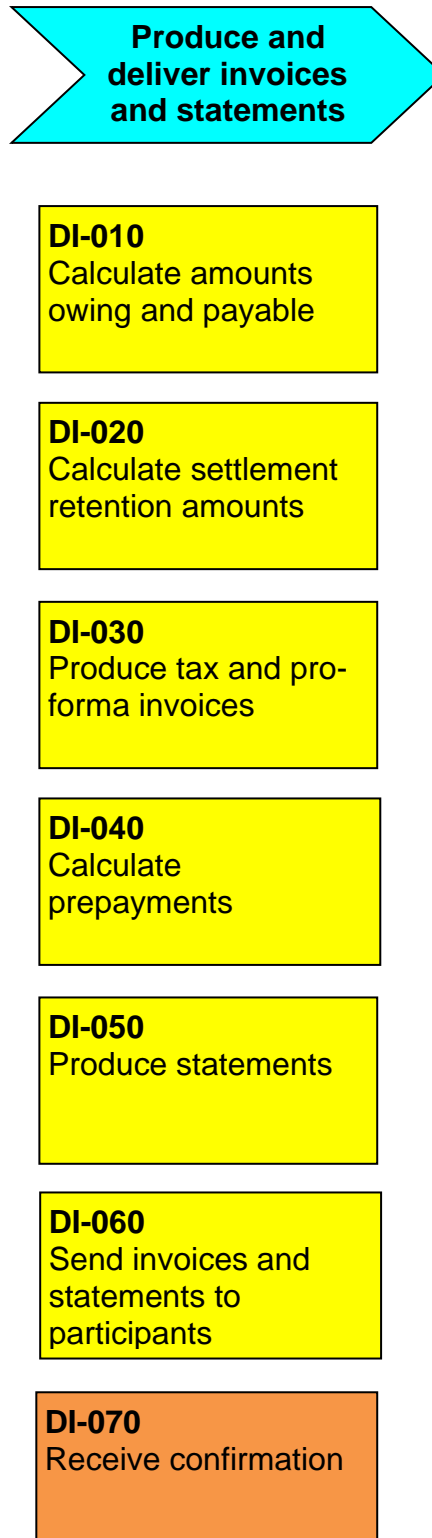 Produce and
deliver invoices
and statements
DI-010
Calculate amounts
owing and payable
DI-020
Calculate settlement
retention amounts
DI-030
Produce tax and pro-
forma invoices
DI-040
Calculate
prepayments
DI-050
Produce statements
DI-060
Send invoices and
statements to
participants
DI-070
Receive confirmation